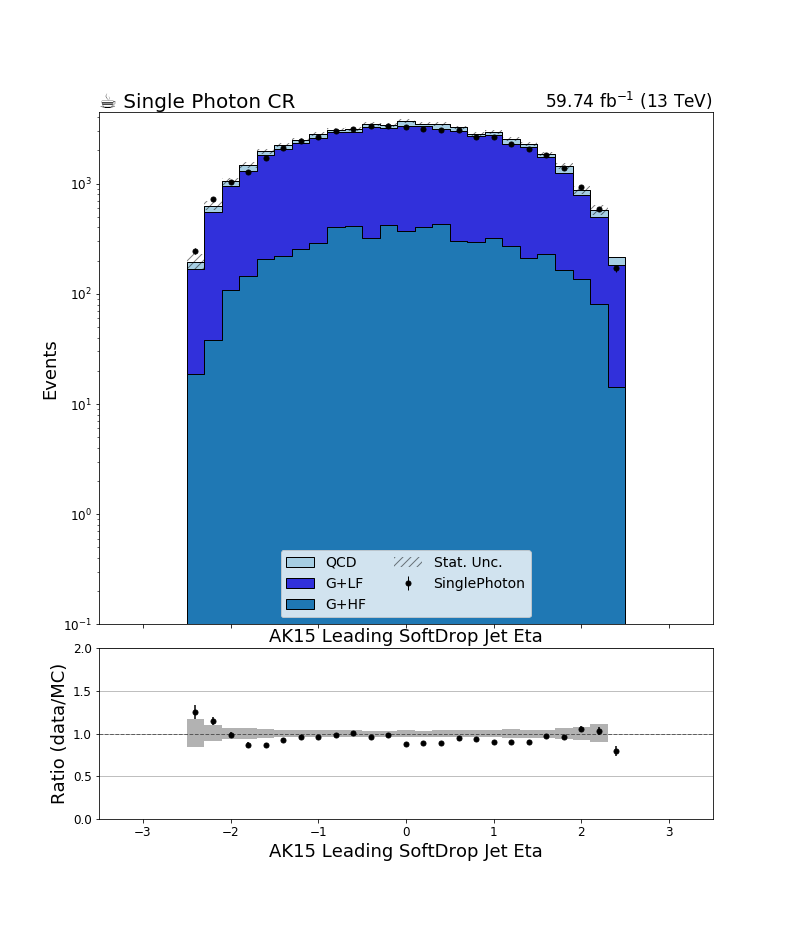 ☕ Single Photon CR
59.74 fb⁻¹ (13 TeV)
10³
10²
10¹
10⁰
10⁻¹
Events
QCD
G+LF
G+HF
Stat. Unc.
SinglePhoton
AK15 Leading SoftDrop Jet Eta
2.0
1.5
1.0
0.5
0.0
Ratio (data/MC)
−3 −2 −1 0 1 2 3
AK15 Leading SoftDrop Jet Eta